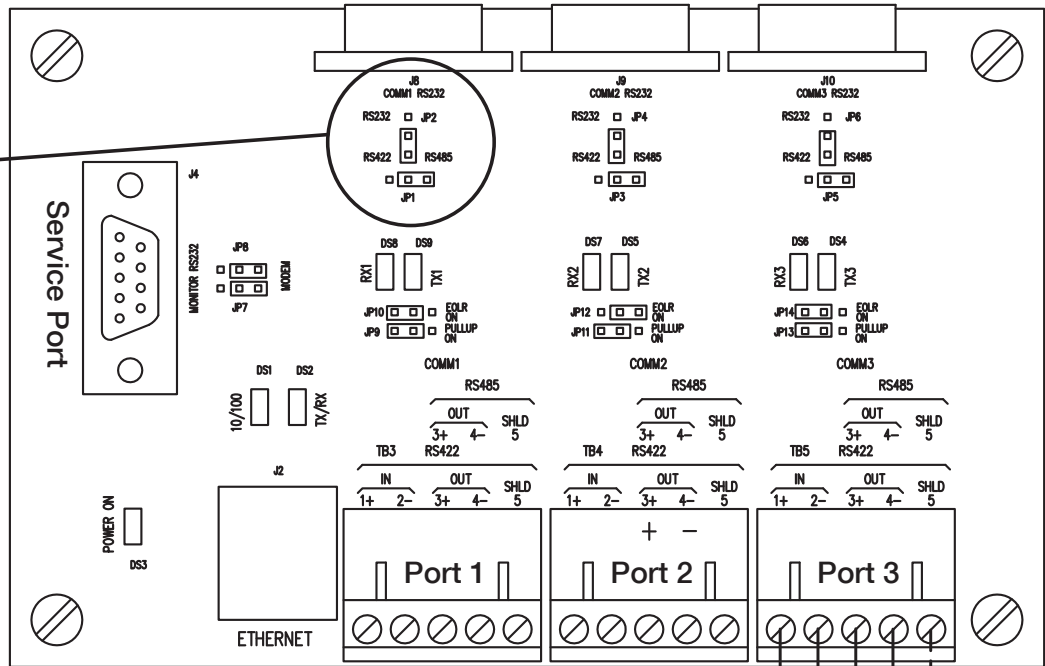 J8 J9 J10
COMM1 RS232 COMM2 RS232 COMM3 RS232
RS232 JP2 RS232 JP4 RS232 JP6
RS422 RS485 RS422 RS485 RS422 RS485
JP1 JP3 JP5
J4
Service Port
MONITOR RS232
JP8
MODEM
JP7
DS8 DS9 DS7 DS5 DS6 DS4
RX1 TX1 RX2 TX2 RX3 TX3
JP10 EOLR ON JP12 EOLR ON JP14 EOLR ON
JP9 PULLUP ON JP11 PULLUP ON JP13 PULLUP ON
COMM1 COMM2 COMM3
DS1 DS2
10/100 TX/RX
RS485 RS485 RS485
OUT OUT OUT
3+ 4- SHLD 5 3+ 4- SHLD 5 3+ 4- SHLD 5
TB3 RS422 TB4 RS422 TB5 RS422
J2
IN OUT SHLD IN OUT SHLD IN OUT SHLD
1+ 2- 3+ 4- 5 1+ 2- 3+ 4- 5 1+ 2- 3+ 4- 5
+ -
POWER ON
DS3
Port 1 Port 2 Port 3
ETHERNET